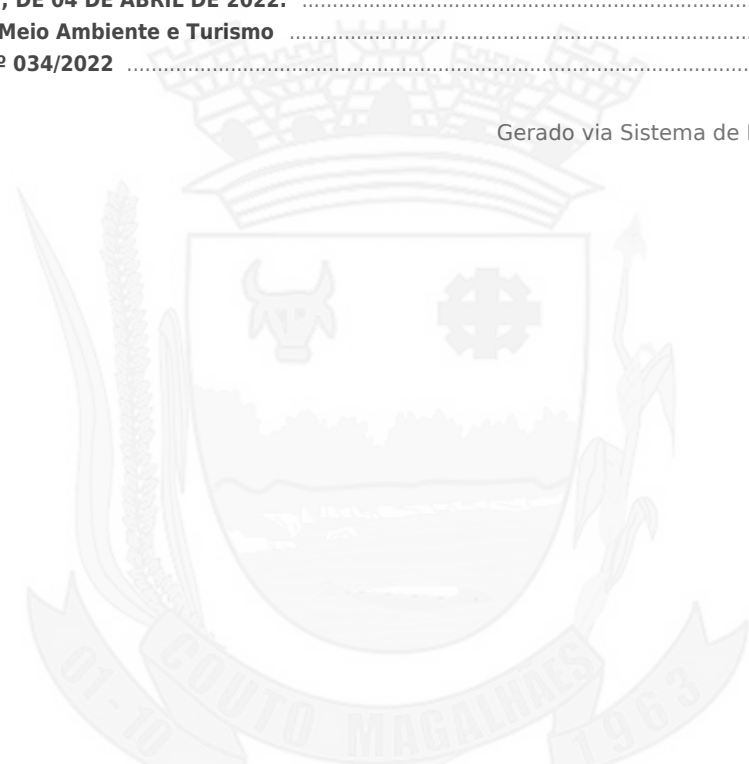 , DE 04 DE ABRIL DE 2022. ........................................................................
Meio Ambiente e Turismo ........................................................................
º 034/2022 ........................................................................
Gerado via Sistema de
01-10
COUTO MAGALHAES
1963